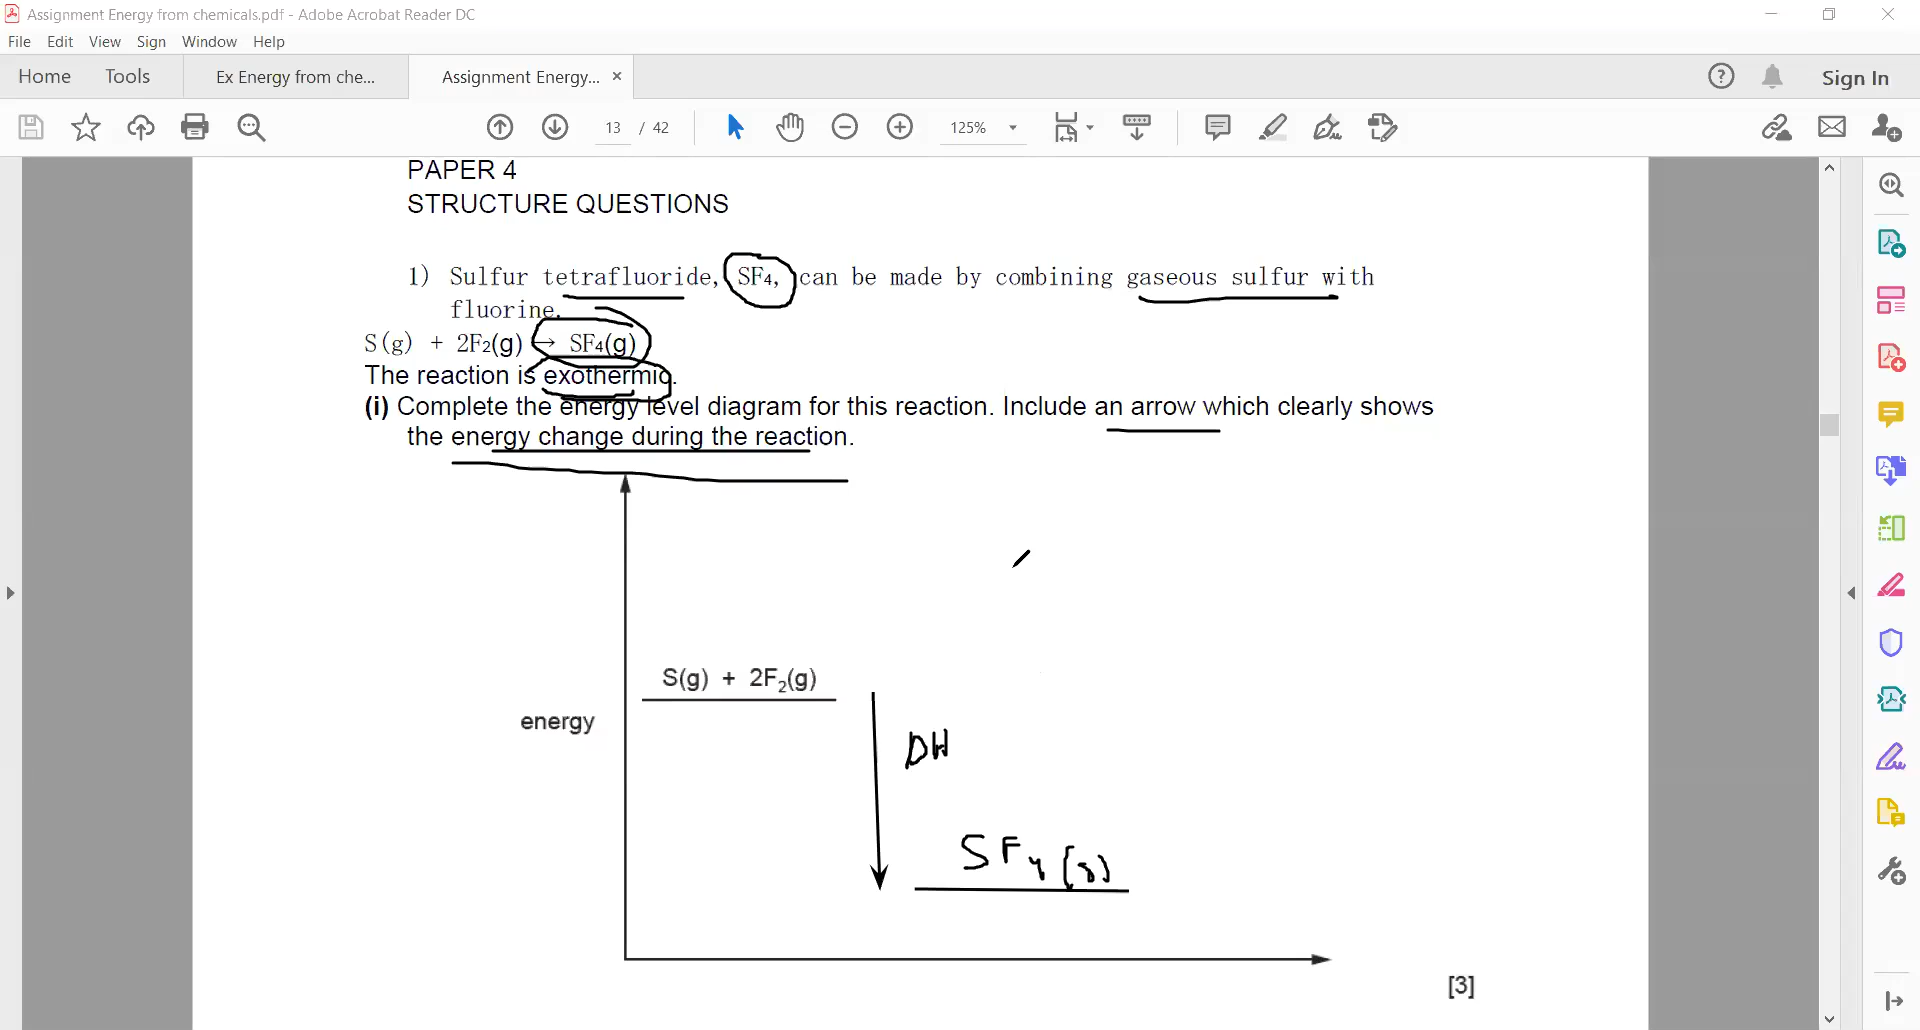 Assignment Energy from chemicals.pdf - Adobe Acrobat Reader DC
File Edit View Sign Window Help
Home Tools Ex Energy from che... Assignment Energy... × Sign In
13 / 42 125%
PAPER 4
STRUCTURE QUESTIONS
1) Sulfur tetrafluoride, SF₄, can be made by combining gaseous sulfur with
fluorine.
S(g) + 2F₂(g) → SF₄(g)
The reaction is exothermic.
(i) Complete the energy level diagram for this reaction. Include an arrow which clearly shows
the energy change during the reaction.
S(g) + 2F₂(g)
energy
DH
SF₄(g)
[3]